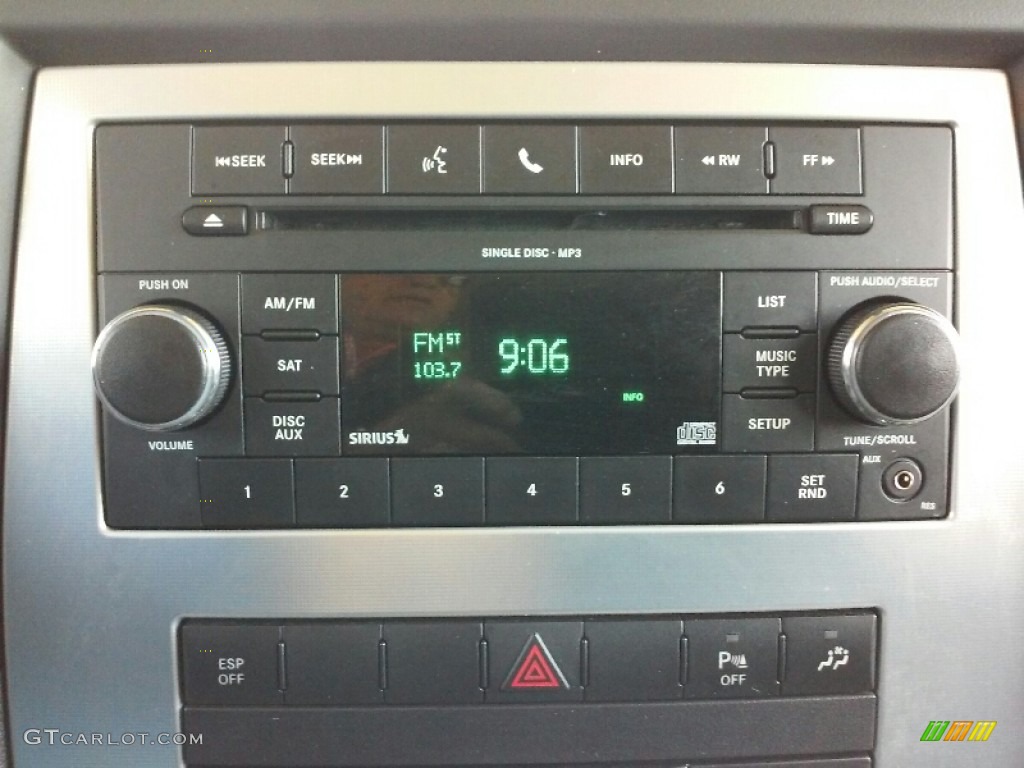 SEEK SEEK INFO RW FF
TIME
SINGLE DISC · MP3
PUSH ON
PUSH AUDIO/SELECT
AM/FM
LIST
FM ST
103.7
9:06
SAT
MUSIC
TYPE
INFO
DISC
AUX
SETUP
SIRIUS
disc
VOLUME
TUNE/SCROLL
AUX
1 2 3 4 5 6
SET
RND
RES
ESP
OFF
P
OFF
GTCARLOT.COM